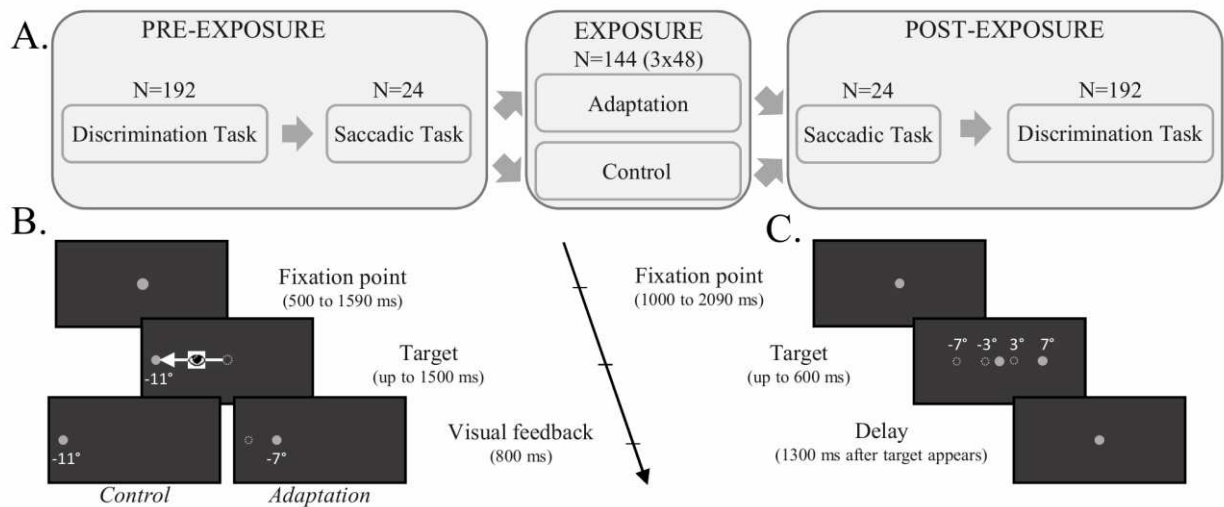 A.
PRE-EXPOSURE
N=192
Discrimination Task
N=24
Saccadic Task
EXPOSURE
N=144 (3x48)
Adaptation
Control
POST-EXPOSURE
N=24
Saccadic Task
N=192
Discrimination Task
B.
Fixation point
(500 to 1590 ms)
-11°
Target
(up to 1500 ms)
-11°
-7°
Visual feedback
(800 ms)
Control
Adaptation
C.
Fixation point
(1000 to 2090 ms)
Target
(up to 600 ms)
-7° -3° 3° 7°
Delay
(1300 ms after target appears)